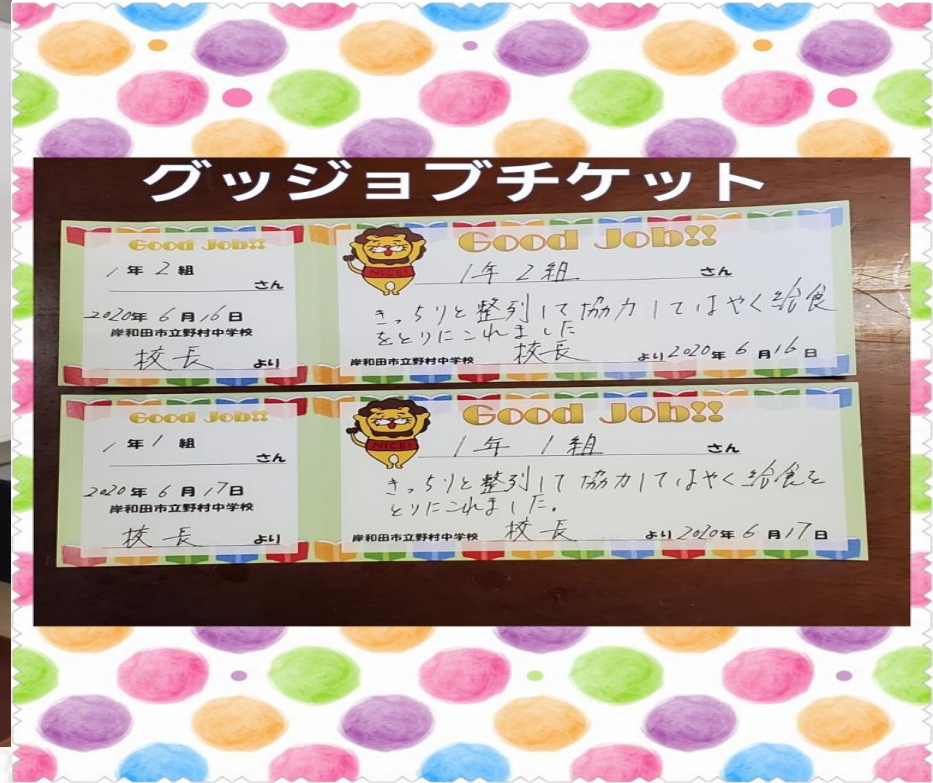 グッジョブチケット
Good Job!!
1年 2組
さん
2020年 6月16日
岸和田市立野村中学校
校長 より
Good Job!!
NICE!
1年 2組 さん
きっちりと整列して協力してはやく給食
をとりにこれました
岸和田市立野村中学校 校長 より2020年 6月16日
Good Job!!
1年 1組
さん
2020年 6月17日
岸和田市立野村中学校
校長 より
Good Job!!
NICE!
1年 1組 さん
きっちりと整列して協力してはやく給食を
とりにこれました。
岸和田市立野村中学校 校長 より2020年 6月17日